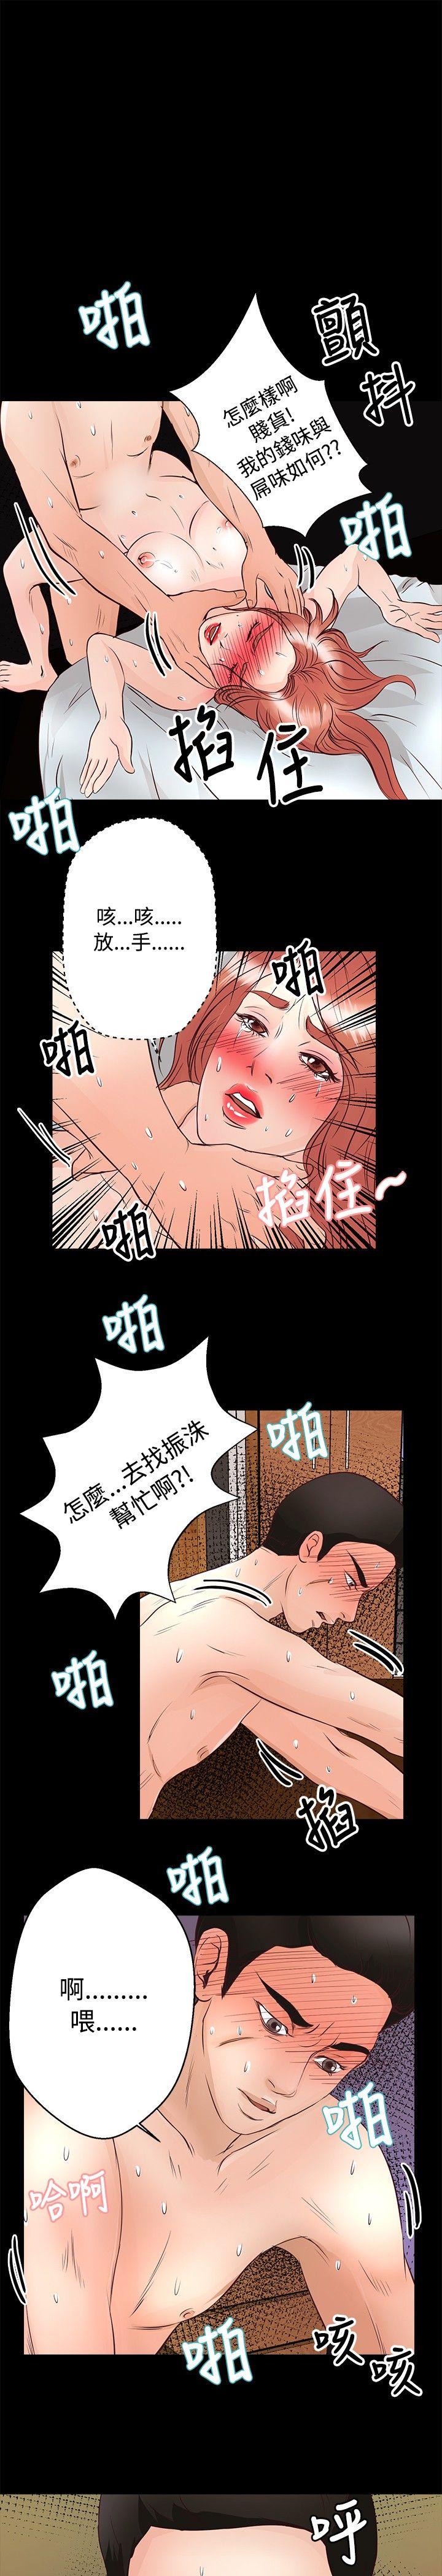 啪
顫
抖
怎麼樣啊
賤貨!
我的錢味與
屌味如何??
啪
掐
住
啪
咳...咳.....
放...手......
啪
啪
掐住~
啪
啪
怎麼...去找振洙
幫忙啊?!
啪
啪
掐
啪
啊.........
喂......
啪
哈啊
咳
咳
啪
呼